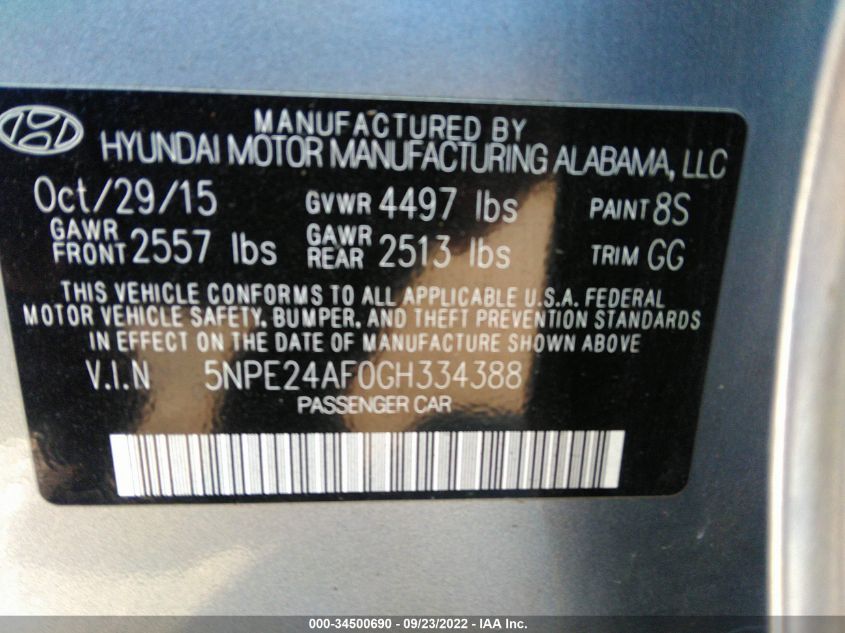 MANUFACTURED BY
HYUNDAI MOTOR MANUFACTURING ALABAMA, LLC
Oct/29/15 GVWR 4497 lbs PAINT 8S
GAWR FRONT 2557 lbs GAWR REAR 2513 lbs TRIM GG
THIS VEHICLE CONFORMS TO ALL APPLICABLE U.S.A. FEDERAL
MOTOR VEHICLE SAFETY, BUMPER, AND THEFT PREVENTION STANDARDS
IN EFFECT ON THE DATE OF MANUFACTURE SHOWN ABOVE
V.I.N 5NPE24AF0GH334388
PASSENGER CAR
000-34500690 - 09/23/2022 - IAA Inc.